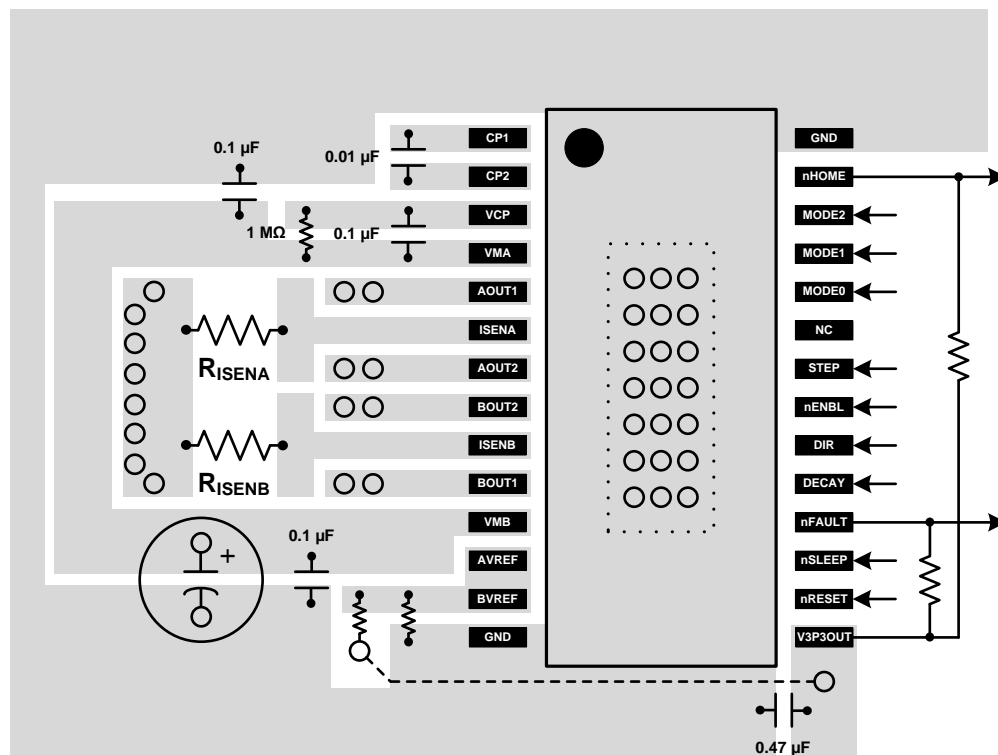 CP1
GND
0.1 µF
0.01 µF
CP2
nHOME
VCP
MODE2
1 MΩ
0.1 µF
VMA
MODE1
AOUT1
MODE0
ISENA
NC
RISENA
AOUT2
STEP
BOUT2
nENBL
ISENB
DIR
RISENB
BOUT1
DECAY
VMB
nFAULT
0.1 µF
+
AVREF
nSLEEP
BVREF
nRESET
GND
V3P3OUT
0.47 µF